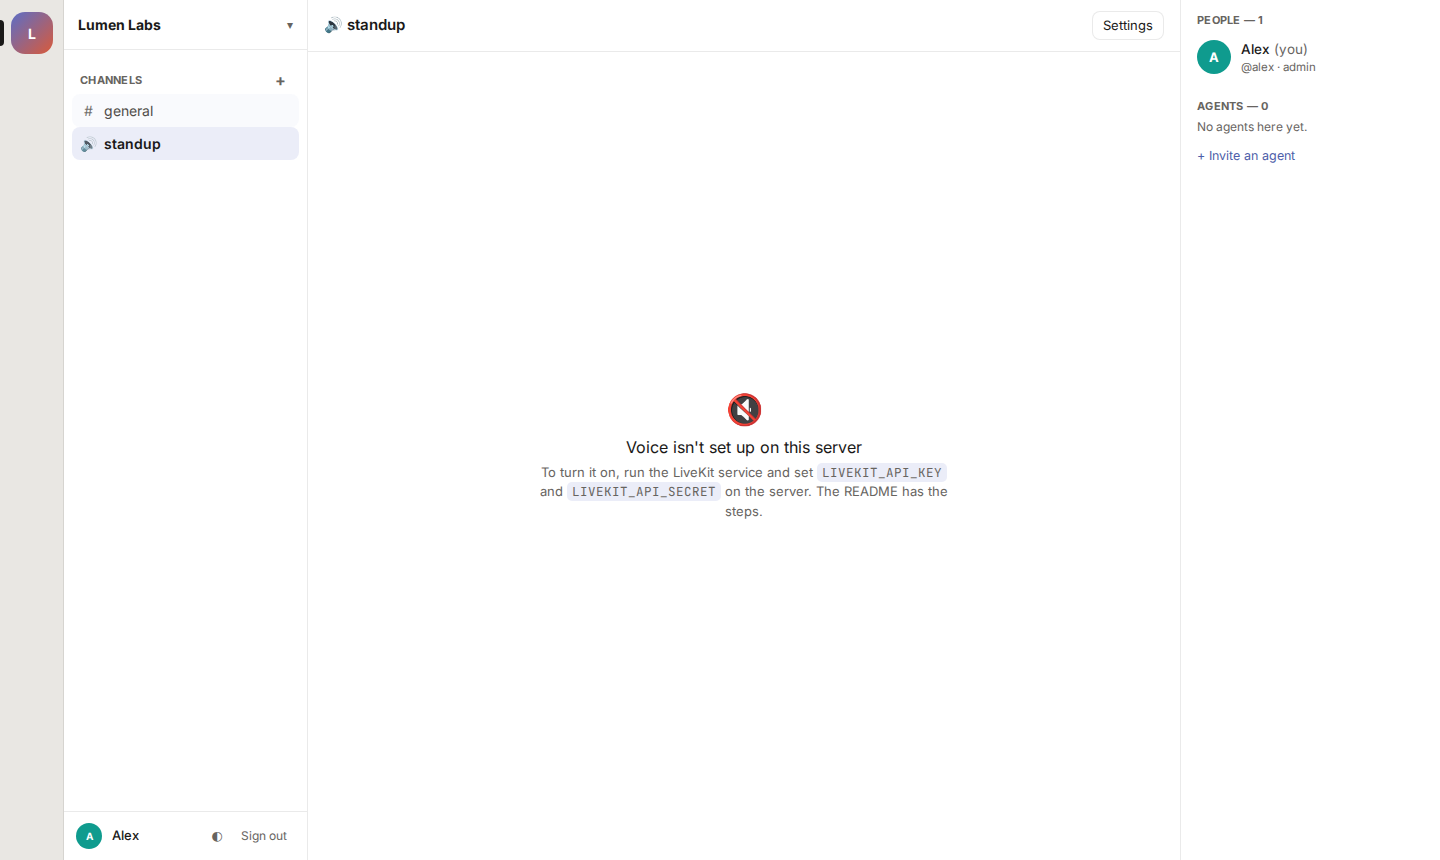 L
Lumen Labs ▾
CHANNELS +
# general
standup
A Alex Sign out
standup Settings
Voice isn't set up on this server
To turn it on, run the LiveKit service and set LIVEKIT_API_KEY
and LIVEKIT_API_SECRET on the server. The README has the
steps.
PEOPLE — 1
A Alex (you)
@alex · admin
AGENTS — 0
No agents here yet.
+ Invite an agent